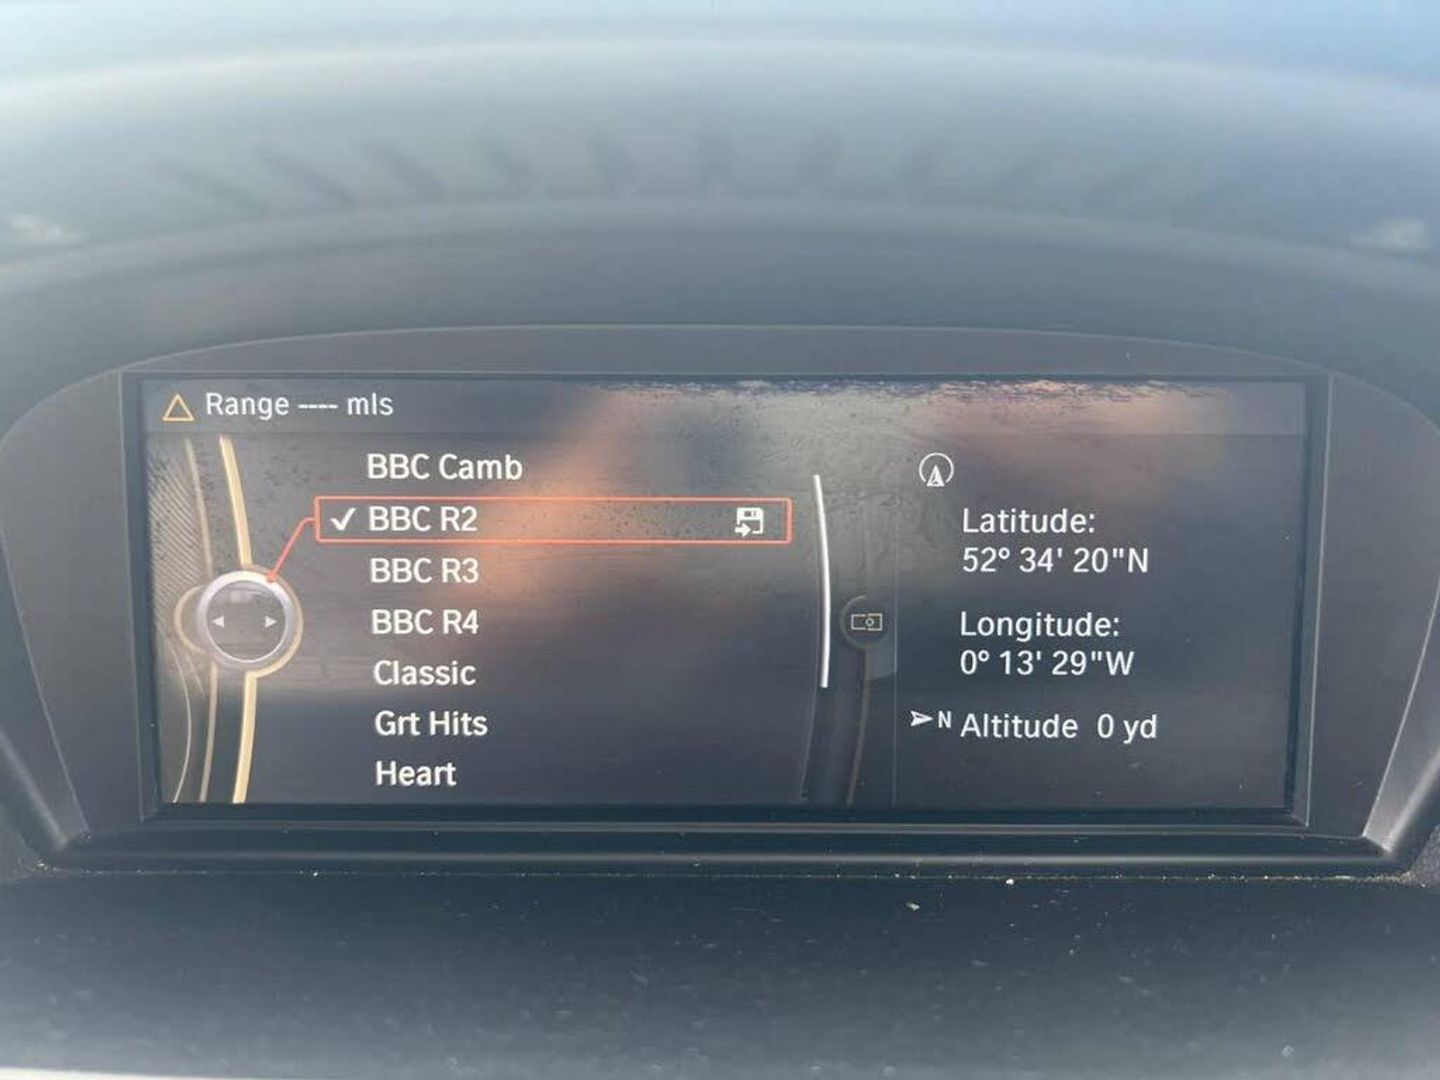 Range ---- mls
BBC Camb
BBC R2
BBC R3
BBC R4
Classic
Grt Hits
Heart
Latitude:
52° 34' 20"N
Longitude:
0° 13' 29"W
N Altitude 0 yd